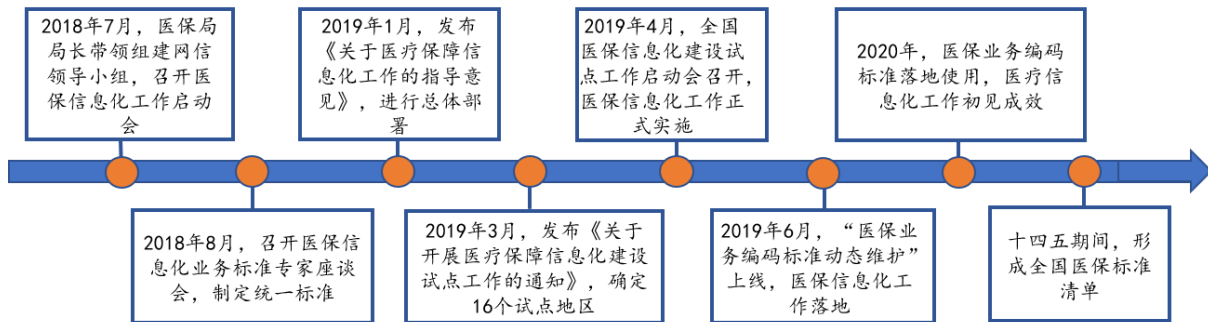 2018年7月，医保局
局长带领组建网信
领导小组，召开医
保信息化工作启动
会
2018年8月，召开医保信
息化业务标准专家座谈
会，制定统一标准
2019年1月，发布
《关于医疗保障信
息化工作的指导意
见》，进行总体部
署
2019年3月，发布《关于
开展医疗保障信息化建设
试点工作的通知》，确定
16个试点地区
2019年4月，全国
医保信息化建设试
点工作启动会召开，
医保信息化工作正
式实施
2019年6月，“医保业
务编码标准动态维护”
上线，医保信息化工
作落地
2020年，医保业务编码
标准落地使用，医疗信
息化工作初见成效
十四五期间，形
成全国医保标准
清单